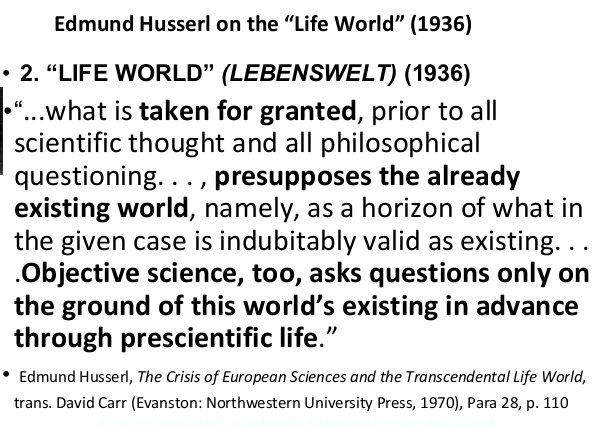 Edmund Husserl on the “Life World” (1936)
• 2. “LIFE WORLD” (LEBENSWELT) (1936)
•“...what is taken for granted, prior to all
scientific thought and all philosophical
questioning. . . , presupposes the already
existing world, namely, as a horizon of what in
the given case is indubitably valid as existing. . .
.Objective science, too, asks questions only on
the ground of this world’s existing in advance
through prescientific life.”
• Edmund Husserl, The Crisis of European Sciences and the Transcendental Life World,
trans. David Carr (Evanston: Northwestern University Press, 1970), Para 28, p. 110